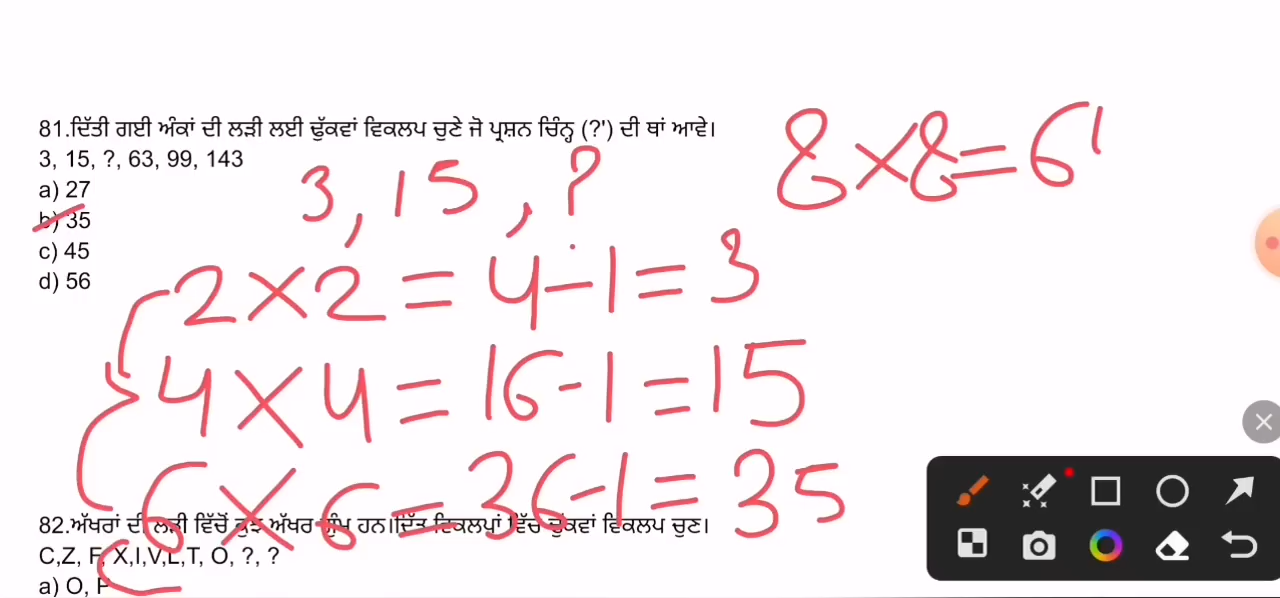 81.ਦਿੱਤੀ ਗਈ ਅੰਕਾਂ ਦੀ ਲੜੀ ਲਈ ਢੁੱਕਵਾਂ ਵਿਕਲਪ ਚੁਣੋ ਜੋ ਪ੍ਰਸ਼ਨ ਚਿੰਨ੍ਹ (?') ਦੀ ਥਾਂ ਆਵੇ।
3, 15, ?, 63, 99, 143
a) 27
b) 35
c) 45
d) 56
3, 15, ?
8×8=6
2×2=4-1=3
4×4=16-1=15
6×6=36-1=35
82.ਅੱਖਰਾਂ ਦੀ ਲੜੀ ਵਿੱਚੋਂ ਕੁਝ ਅੱਖਰ ਗੁੰਮ ਹਨ।ਦਿੱਤੇ ਵਿਕਲਪਾਂ ਵਿੱਚੋਂ ਢੁੱਕਵਾਂ ਵਿਕਲਪ ਚੁਣੋ।
C,Z, F, X,I,V,L,T, O, ?, ?
a) O, P